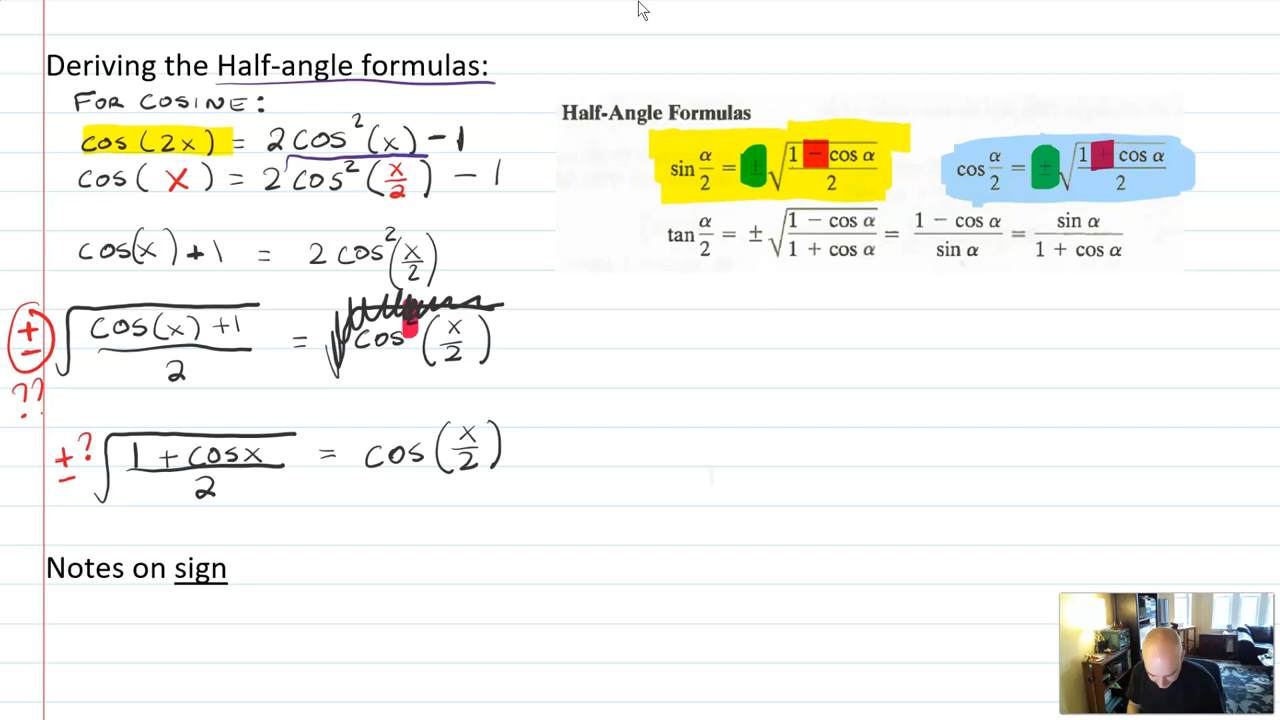 Deriving the Half-angle formulas:
FOR COSINE:
cos(2x) = 2cos²(x) - 1
cos(x) = 2cos²(x/2) - 1
cos(x) + 1 = 2cos²(x/2)
± √((cos(x) + 1)/2) = cos (x/2)
??
±? √((1 + cosx)/2) = cos(x/2)
Notes on sign
Half-Angle Formulas
sin α/2 = ± √((1 − cos α)/2)
cos α/2 = ± √((1 + cos α)/2)
tan α/2 = ± √((1 − cos α)/(1 + cos α)) = (1 − cos α)/(sin α) = (sin α)/(1 + cos α)